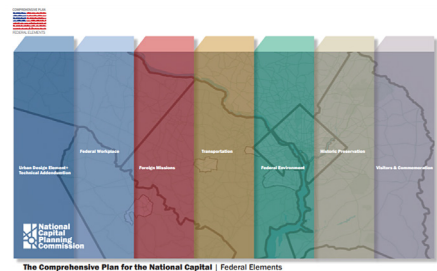 COMPREHENSIVE PLAN
FEDERAL ELEMENTS
Urban Design Element+
Technical Addendum
Federal Workplace
Foreign Missions
Transportation
Federal Environment
Historic Preservation
Visitors & Commemoration
National
Capital
Planning
Commission
The Comprehensive Plan for the National Capital | Federal Elements